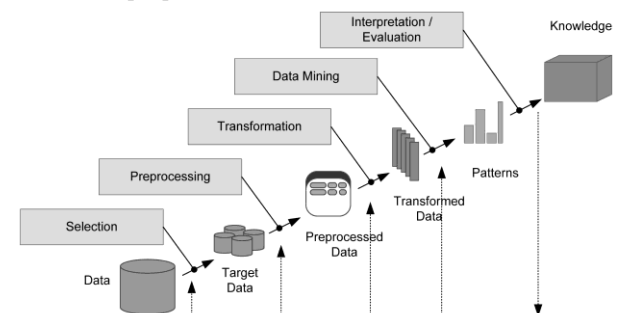 Interpretation /
Evaluation
Knowledge
Data Mining
Transformation
Patterns
Preprocessing
Transformed
Data
Selection
Preprocessed
Data
Target
Data
Data